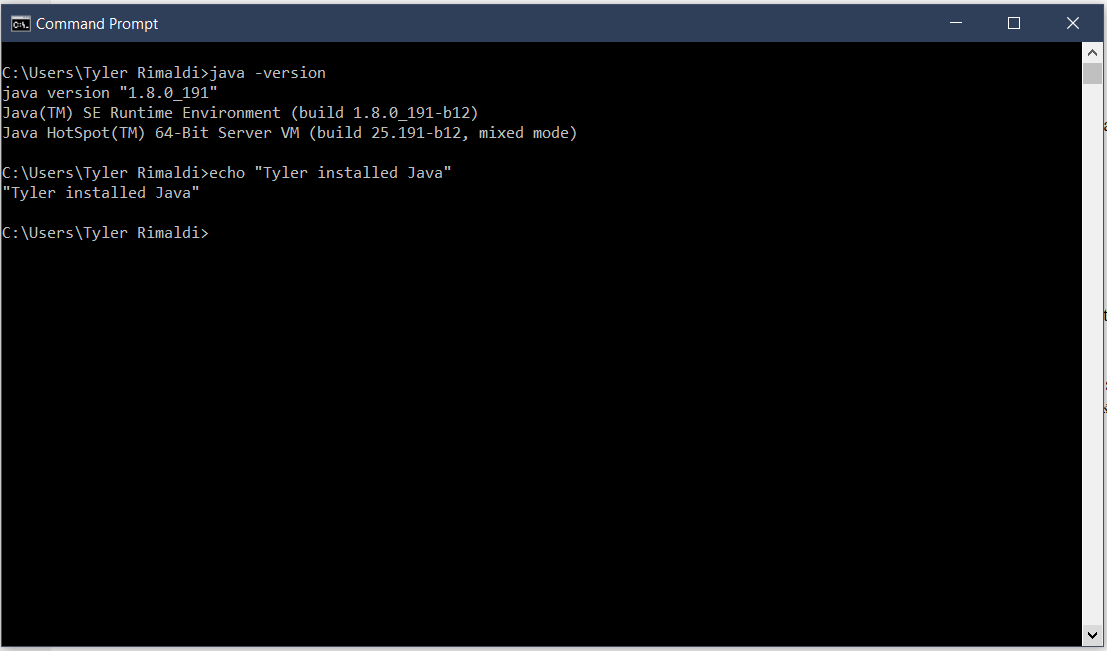 Command Prompt
C:\Users\Tyler Rimaldi>java -version
java version "1.8.0_191"
Java(TM) SE Runtime Environment (build 1.8.0_191-b12)
Java HotSpot(TM) 64-Bit Server VM (build 25.191-b12, mixed mode)
C:\Users\Tyler Rimaldi>echo "Tyler installed Java"
"Tyler installed Java"
C:\Users\Tyler Rimaldi>